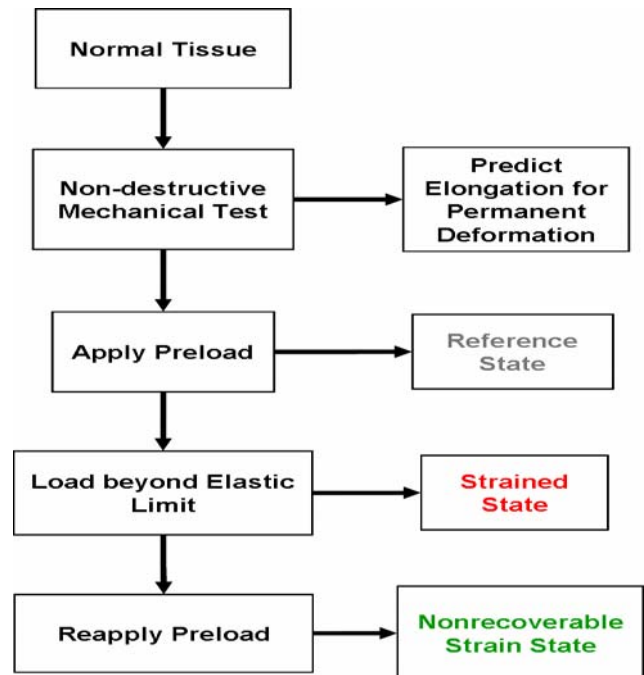 Normal Tissue
Non-destructive
Mechanical Test
Predict
Elongation for
Permanent
Deformation
Apply Preload
Reference
State
Load beyond Elastic
Limit
Strained
State
Reapply Preload
Nonrecoverable
Strain State